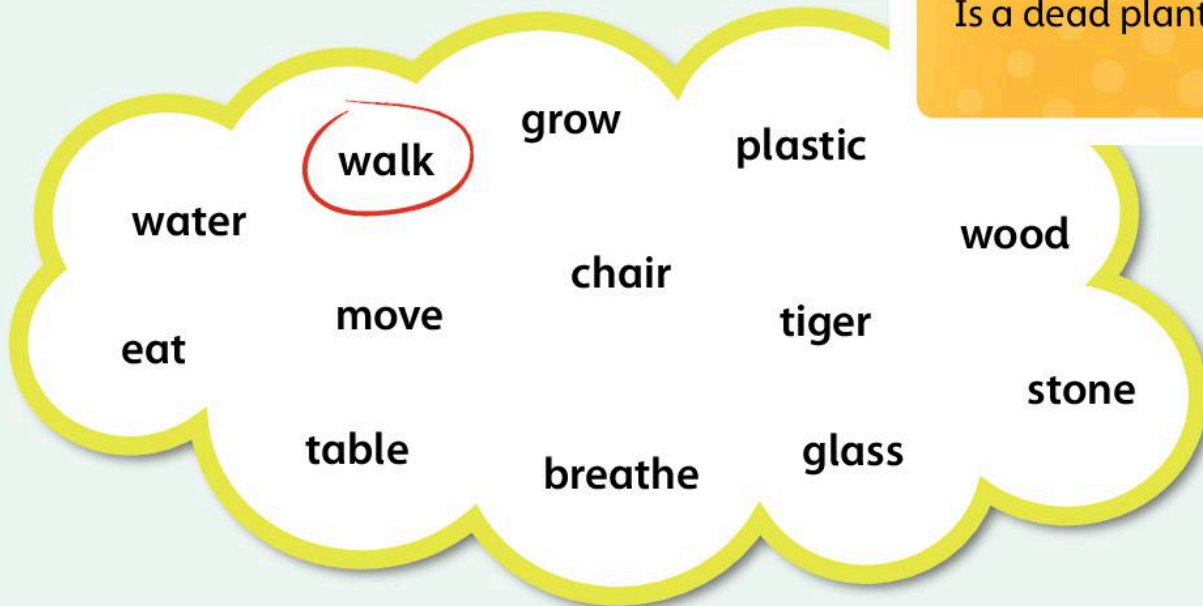 Is a dead plant
grow
plastic
walk
water
wood
chair
move
tiger
eat
stone
table
glass
breathe